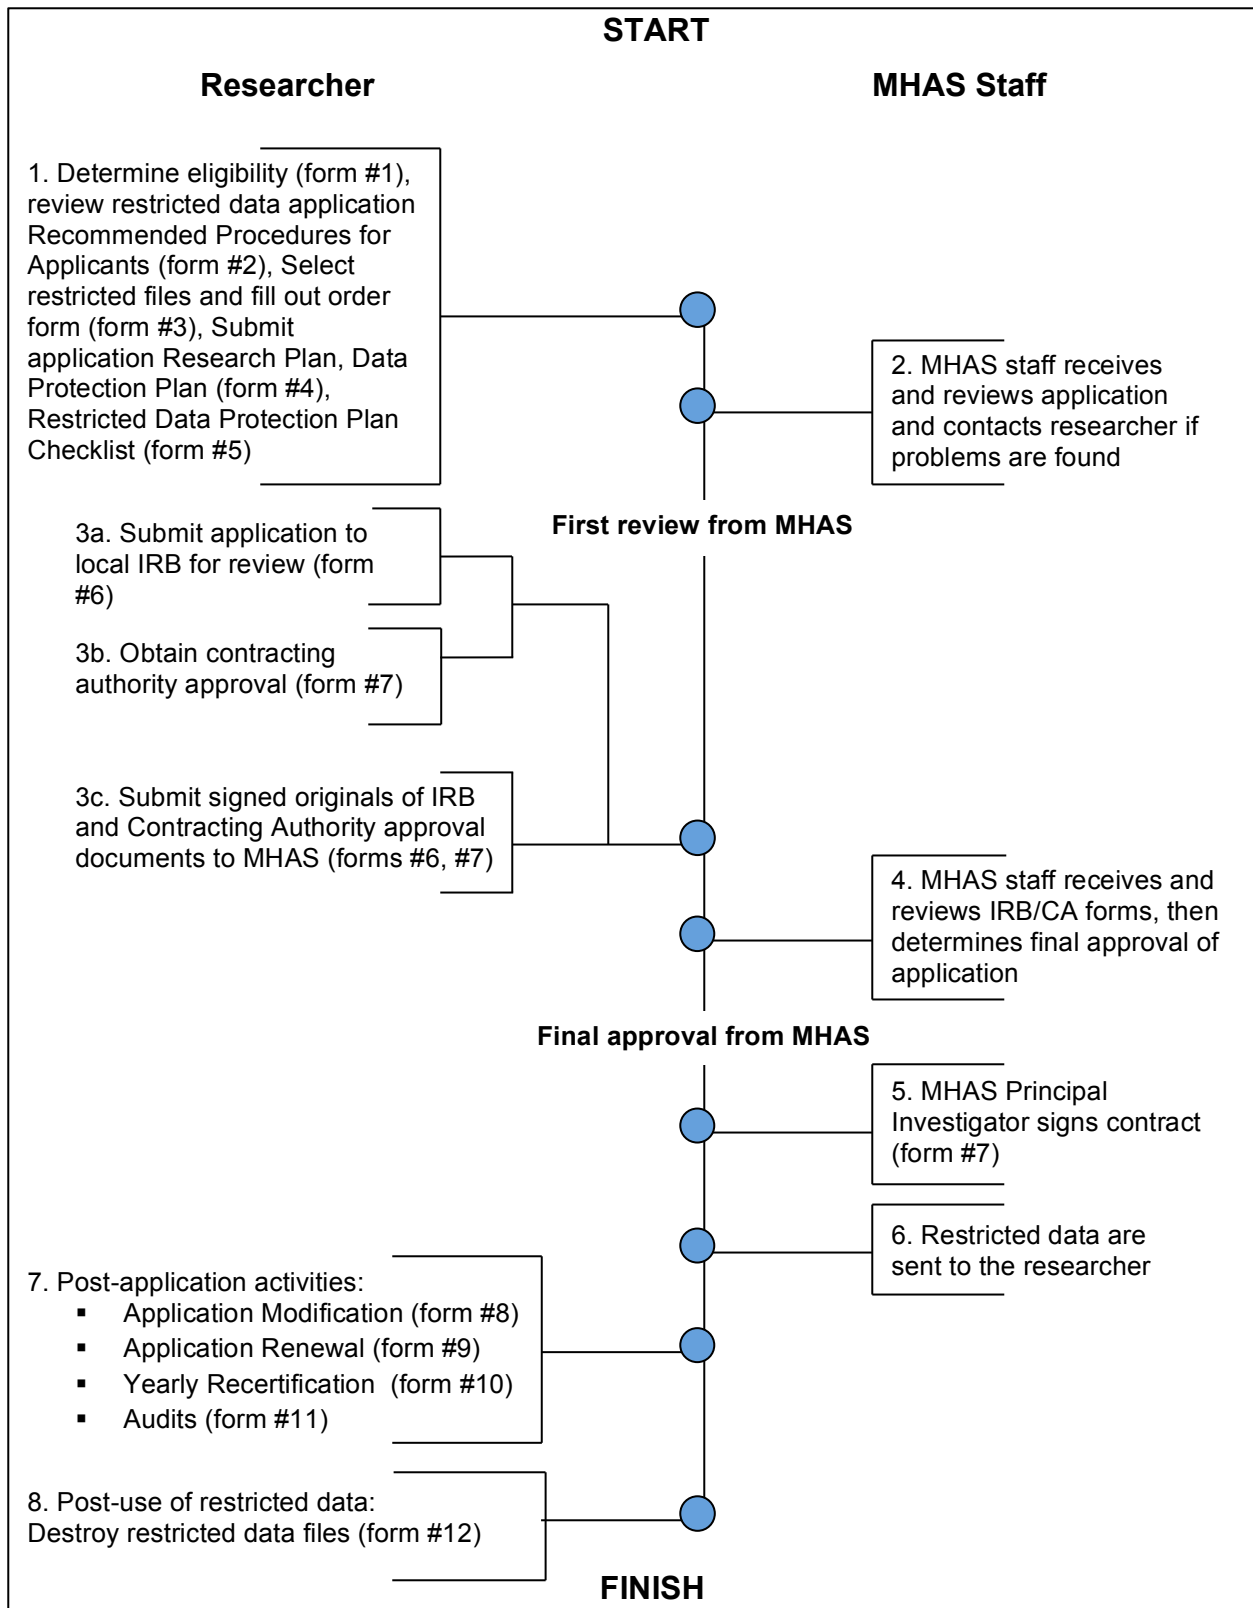 START
Researcher
MHAS Staff
1. Determine eligibility (form #1),
review restricted data application
Recommended Procedures for
Applicants (form #2), Select
restricted files and fill out order
form (form #3), Submit
application Research Plan, Data
Protection Plan (form #4),
Restricted Data Protection Plan
Checklist (form #5)
2. MHAS staff receives
and reviews application
and contacts researcher if
problems are found
First review from MHAS
3a. Submit application to
local IRB for review (form
#6)
3b. Obtain contracting
authority approval (form #7)
3c. Submit signed originals of IRB
and Contracting Authority approval
documents to MHAS (forms #6, #7)
4. MHAS staff receives and
reviews IRB/CA forms, then
determines final approval of
application
Final approval from MHAS
5. MHAS Principal
Investigator signs contract
(form #7)
6. Restricted data are
sent to the researcher
7. Post-application activities:
▪ Application Modification (form #8)
▪ Application Renewal (form #9)
▪ Yearly Recertification (form #10)
▪ Audits (form #11)
8. Post-use of restricted data:
Destroy restricted data files (form #12)
FINISH